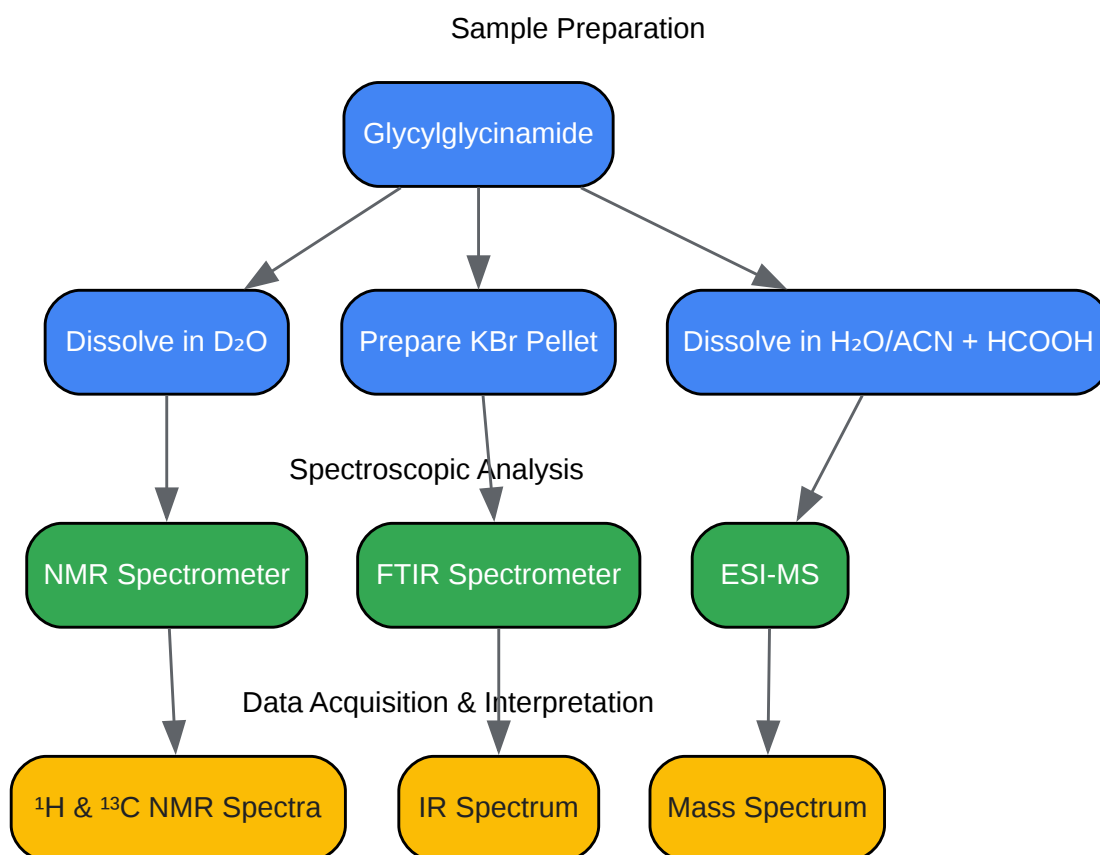 Sample Preparation
Glycylglycinamide
Dissolve in D₂O
Prepare KBr Pellet
Dissolve in H₂O/ACN + HCOOH
Spectroscopic Analysis
NMR Spectrometer
FTIR Spectrometer
ESI-MS
Data Acquisition & Interpretation
¹H & ¹³C NMR Spectra
IR Spectrum
Mass Spectrum